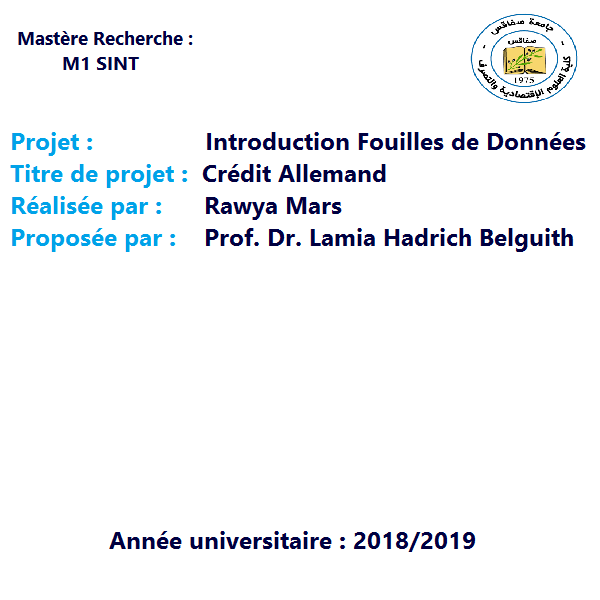 Mastère Recherche :
M1 SINT
جامعة صفاقس
صفاقس
1975
كلية العلوم الإقتصادية والتصرف
Projet : Introduction Fouilles de Données
Titre de projet : Crédit Allemand
Réalisée par : Rawya Mars
Proposée par : Prof. Dr. Lamia Hadrich Belguith
Année universitaire : 2018/2019